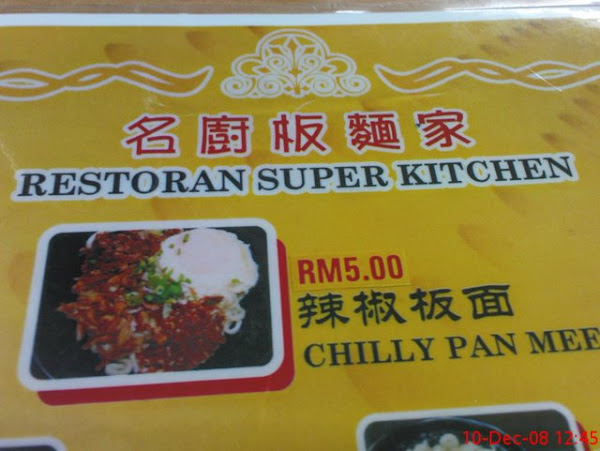 名廚板麵家
RESTORAN SUPER KITCHEN
RM5.00
辣椒板面
CHILLY PAN MEE
10-Dec-08 12:45